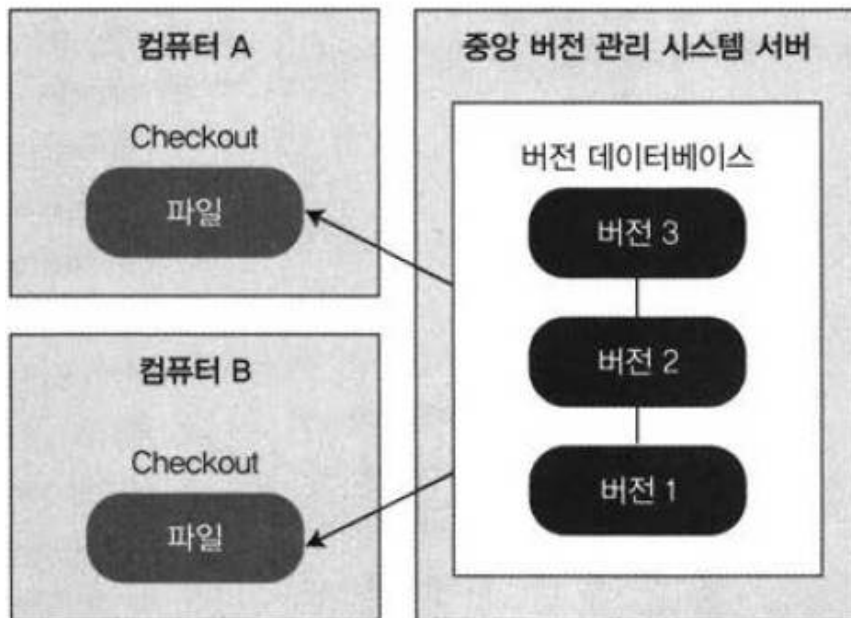 컴퓨터 A
Checkout
파일
컴퓨터 B
Checkout
파일
중앙 버전 관리 시스템 서버
버전 데이터베이스
버전 3
버전 2
버전 1